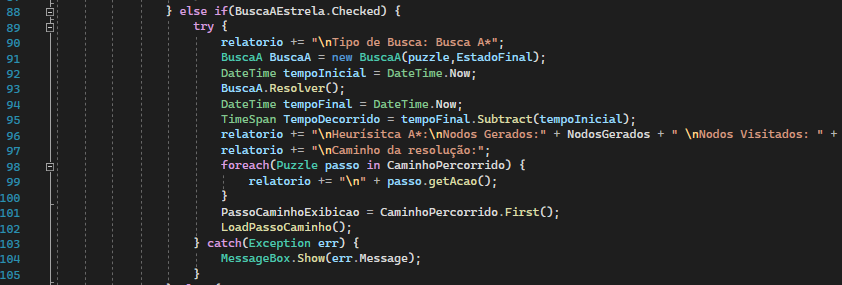 88 } else if(BuscaAEstrela.Checked) {
89 try {
90 relatorio += "\nTipo de Busca: Busca A*";
91 BuscaA BuscaA = new BuscaA(puzzle,EstadoFinal);
92 DateTime tempoInicial = DateTime.Now;
93 BuscaA.Resolver();
94 DateTime tempoFinal = DateTime.Now;
95 TimeSpan TempoDecorrido = tempoFinal.Subtract(tempoInicial);
96 relatorio += "\nHeurísitca A*:\nNodos Gerados:" + NodosGerados + " \nNodos Visitados: " +
97 relatorio += "\nCaminho da resolução:";
98 foreach(Puzzle passo in CaminhoPercorrido) {
99 relatorio += "\n" + passo.getAcao();
100 }
101 PassoCaminhoExibicao = CaminhoPercorrido.First();
102 LoadPassoCaminho();
103 } catch(Exception err) {
104 MessageBox.Show(err.Message);
105 }